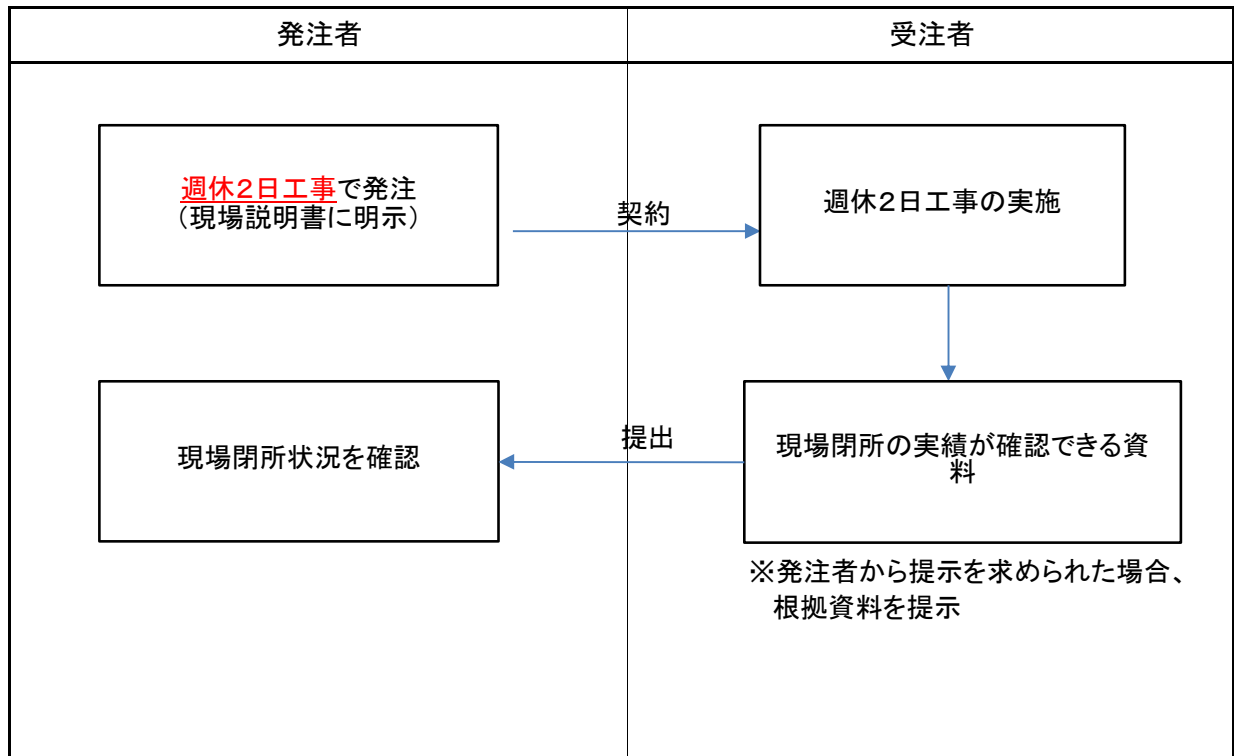 発注者
受注者
週休２日工事で発注
（現場説明書に明示）
契約
週休２日工事の実施
現場閉所状況を確認
提出
現場閉所の実績が確認できる資
料
※発注者から提示を求められた場合、
根拠資料を提示